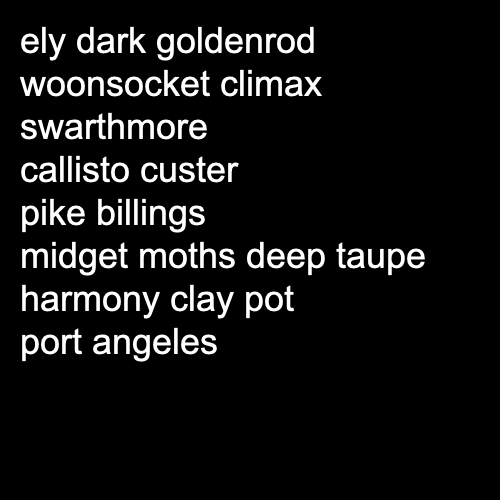 ely dark goldenrod
woonsocket climax
swarthmore
callisto custer
pike billings
midget moths deep taupe
harmony clay pot
port angeles